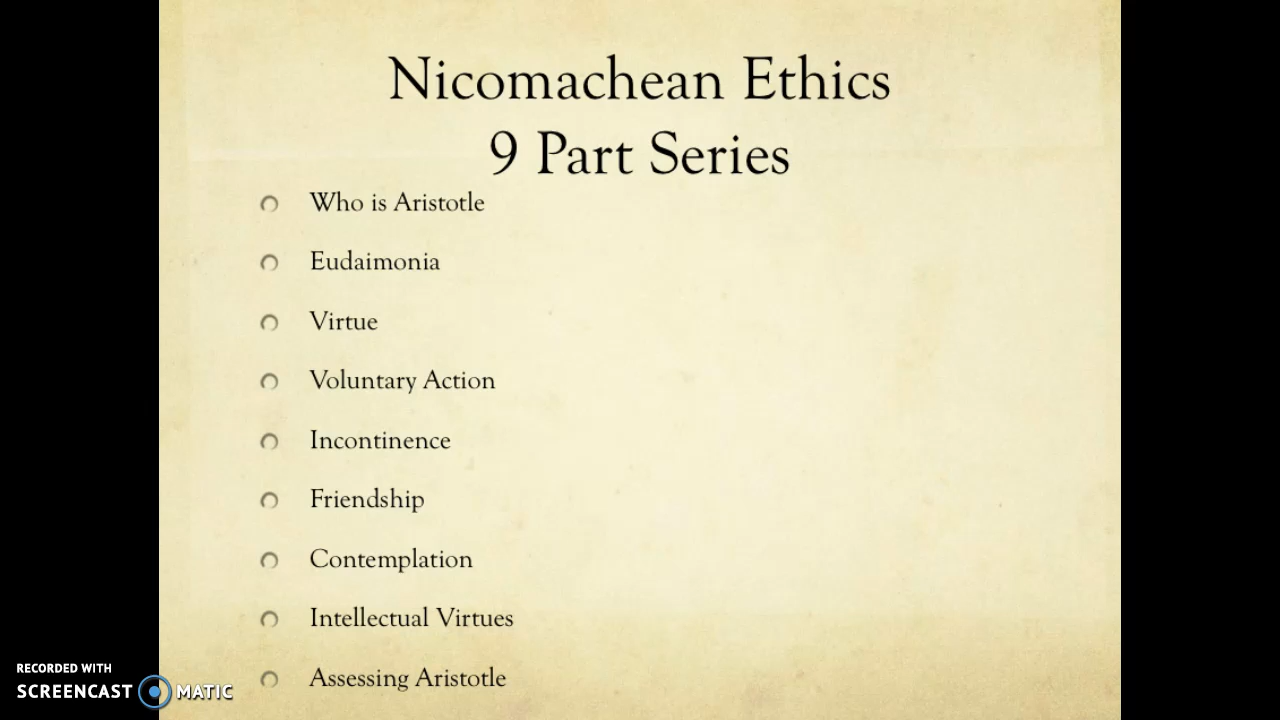 Nicomachean Ethics
9 Part Series
Who is Aristotle
Eudaimonia
Virtue
Voluntary Action
Incontinence
Friendship
Contemplation
Intellectual Virtues
Assessing Aristotle
RECORDED WITH
SCREENCAST MATIC